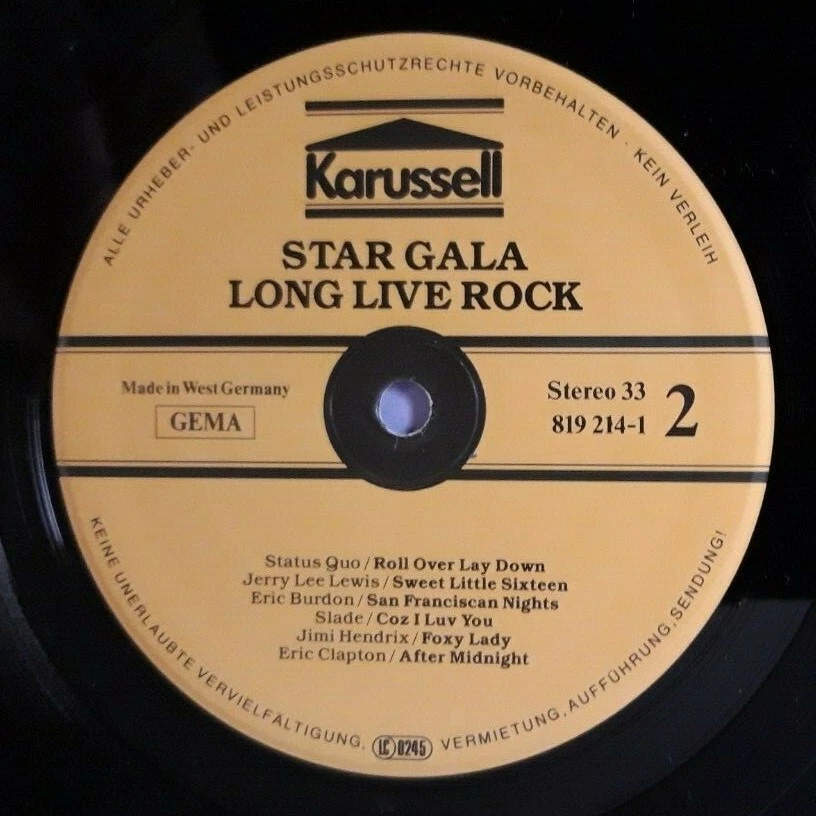 ALLE URHEBER- UND LEISTUNGSSCHUTZRECHTE VORBEHALTEN · KEIN VERLEIH
Karussell
STAR GALA
LONG LIVE ROCK
Made in West Germany
GEMA
Stereo 33
819 214-1
2
Status Quo / Roll Over Lay Down
Jerry Lee Lewis / Sweet Little Sixteen
Eric Burdon / San Franciscan Nights
Slade / Coz I Luv You
Jimi Hendrix / Foxy Lady
Eric Clapton / After Midnight
KEINE UNERLAUBTE VERVIELFÄLTIGUNG, LC 0245 VERMIETUNG, AUFFÜHRUNG, SENDUNG!